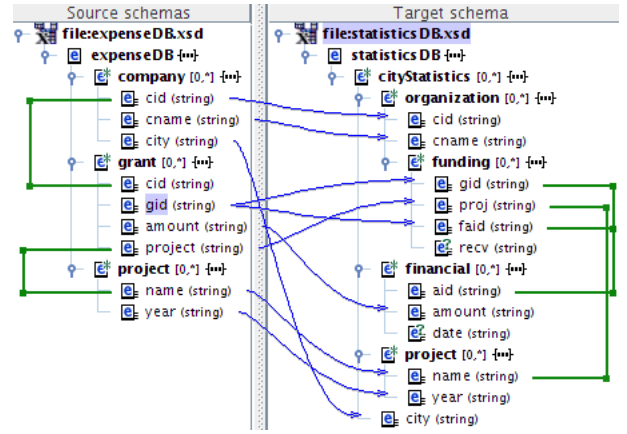 Source schemas
file:expenseDB.xsd
expenseDB {···}
company [0,*] {···}
cid (string)
cname (string)
city (string)
grant [0,*] {···}
cid (string)
gid (string)
amount (string)
project (string)
project [0,*] {···}
name (string)
year (string)
Target schema
file:statisticsDB.xsd
statisticsDB {···}
cityStatistics [0,*] {···}
organization [0,*] {···}
cid (string)
cname (string)
funding [0,*] {···}
gid (string)
proj (string)
faid (string)
recv (string)
financial [0,*] {···}
aid (string)
amount (string)
date (string)
project [0,*] {···}
name (string)
year (string)
city (string)